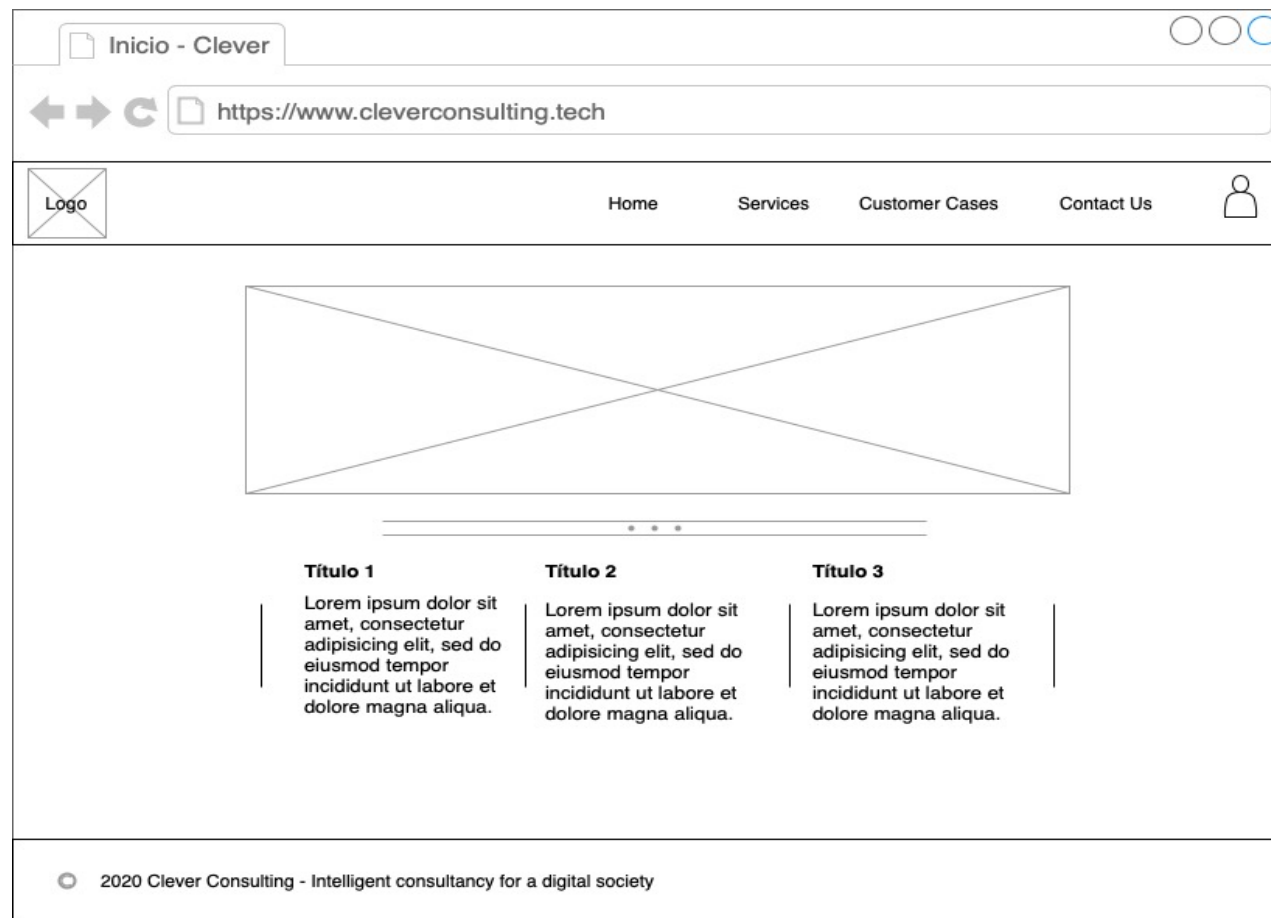 Inicio - Clever
https://www.cleverconsulting.tech
Logo
Home Services Customer Cases Contact Us
Título 1
Lorem ipsum dolor sit
amet, consectetur
adipisicing elit, sed do
eiusmod tempor
incididunt ut labore et
dolore magna aliqua.
Título 2
Lorem ipsum dolor sit
amet, consectetur
adipisicing elit, sed do
eiusmod tempor
incididunt ut labore et
dolore magna aliqua.
Título 3
Lorem ipsum dolor sit
amet, consectetur
adipisicing elit, sed do
eiusmod tempor
incididunt ut labore et
dolore magna aliqua.
2020 Clever Consulting - Intelligent consultancy for a digital society